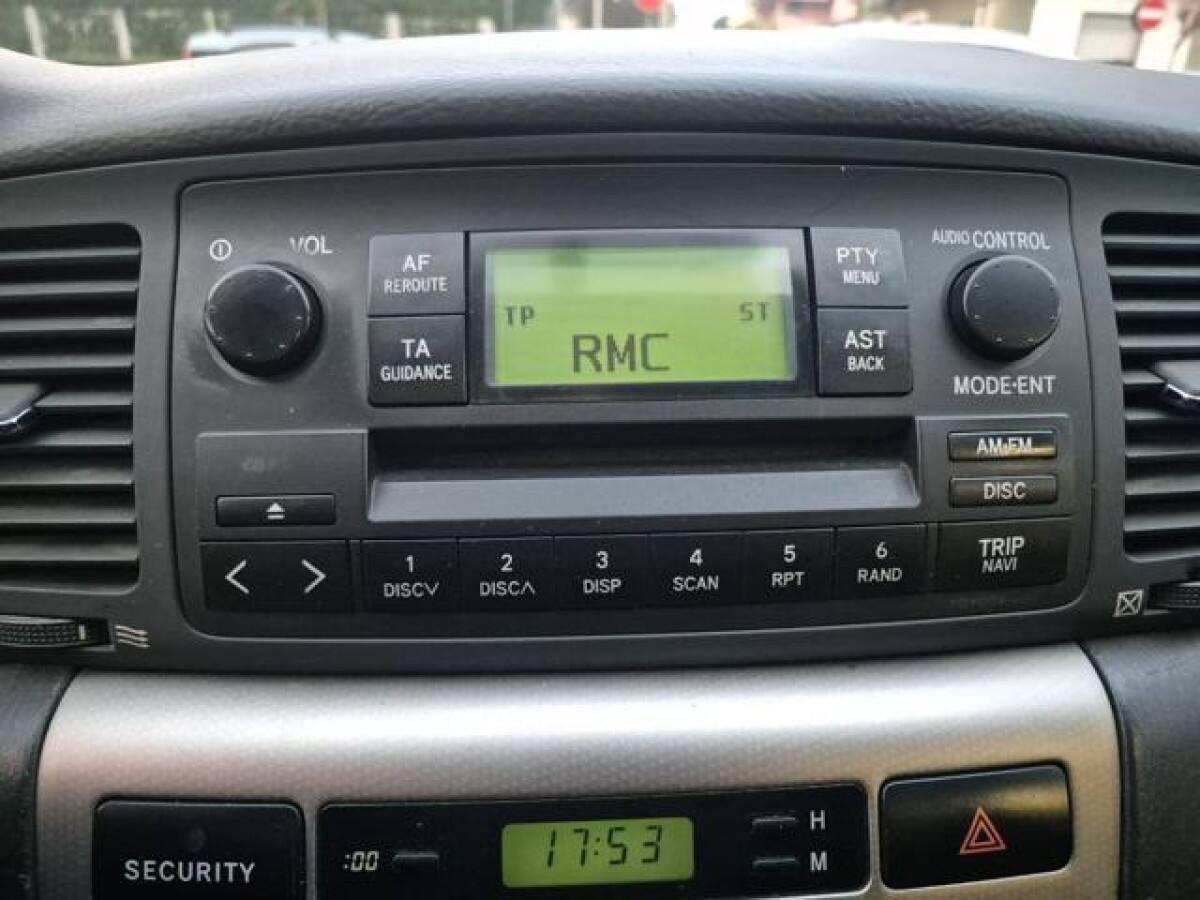 VOL
AF
REROUTE
TA
GUIDANCE
TP
ST
RMC
PTY
MENU
AST
BACK
AUDIO CONTROL
MODE·ENT
AM·FM
DISC
1
DISC∨
2
DISC∧
3
DISP
4
SCAN
5
RPT
6
RAND
TRIP
NAVI
SECURITY
:00
17:53
H
M